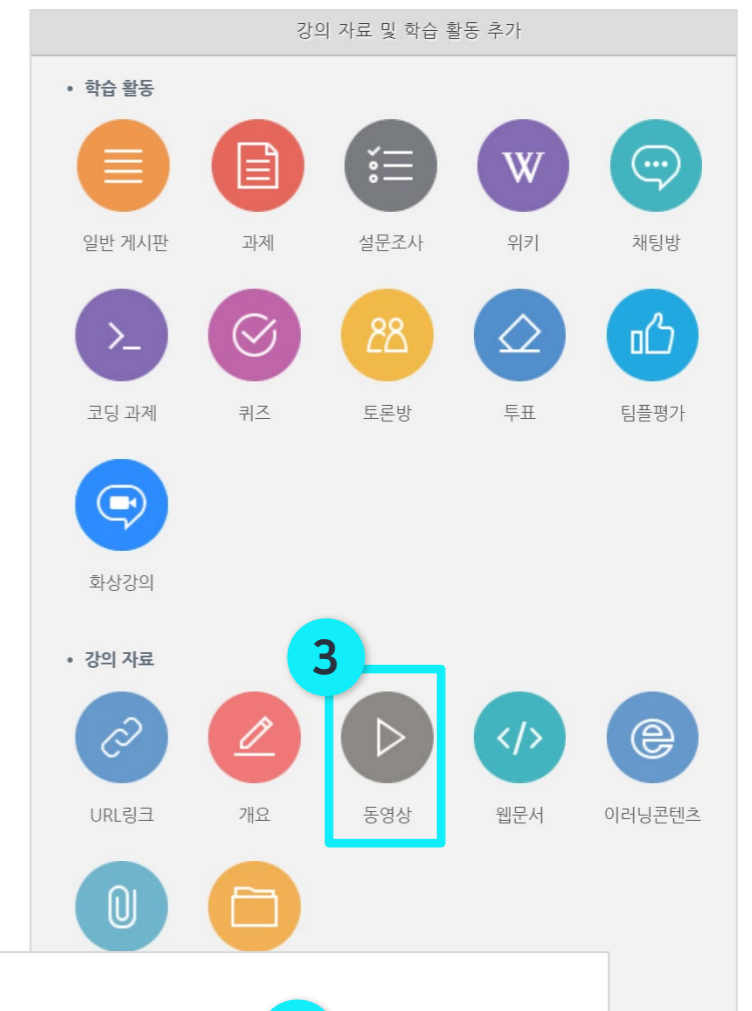 강의 자료 및 학습 활동 추가
• 학습 활동
W
일반 게시판 과제 설문조사 위키 채팅방
>_
코딩 과제 퀴즈 토론방 투표 팀플평가
화상강의
• 강의 자료
3
</>
URL링크 개요 동영상 웹문서 이러닝콘텐츠